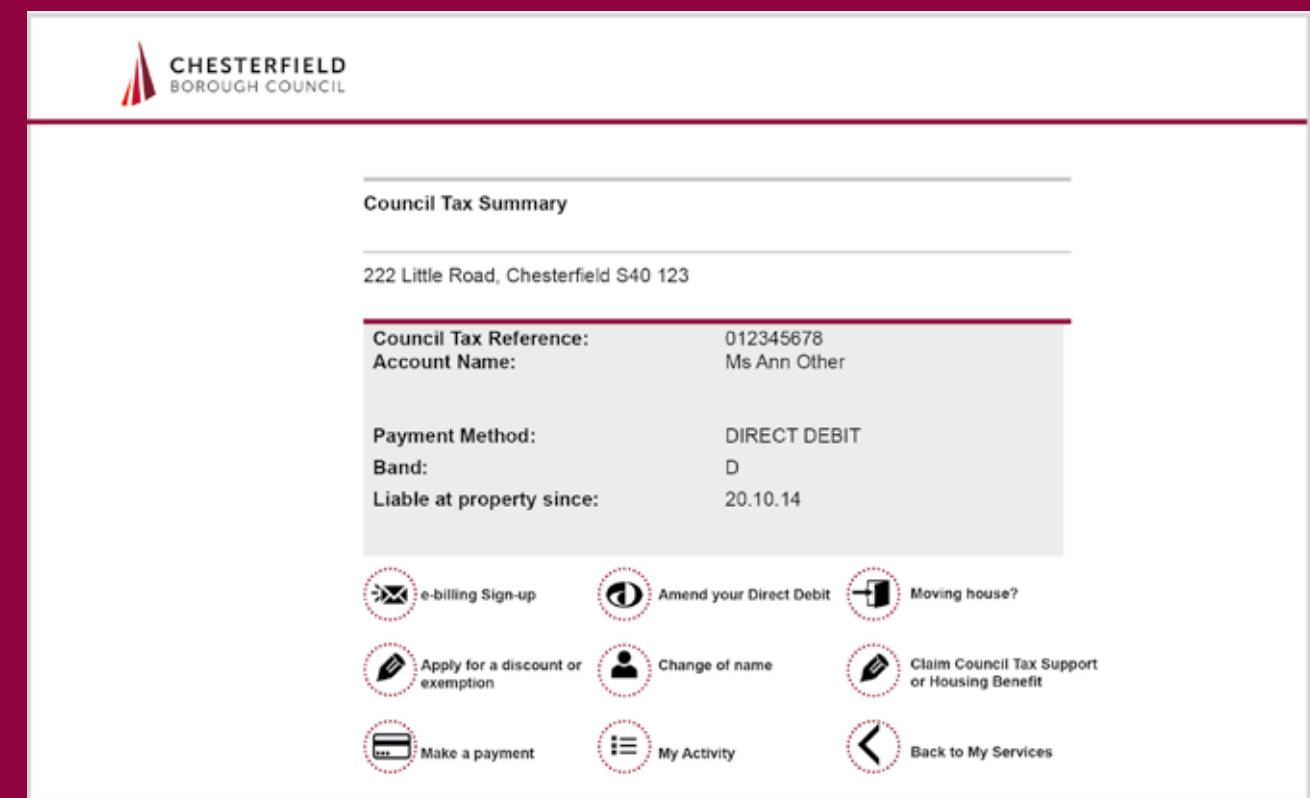 CHESTERFIELD
BOROUGH COUNCIL
Council Tax Summary
222 Little Road, Chesterfield S40 123
Council Tax Reference: 012345678
Account Name: Ms Ann Other
Payment Method: DIRECT DEBIT
Band: D
Liable at property since: 20.10.14
e-billing Sign-up
Amend your Direct Debit
Moving house?
Apply for a discount or
exemption
Change of name
Claim Council Tax Support
or Housing Benefit
Make a payment
My Activity
Back to My Services